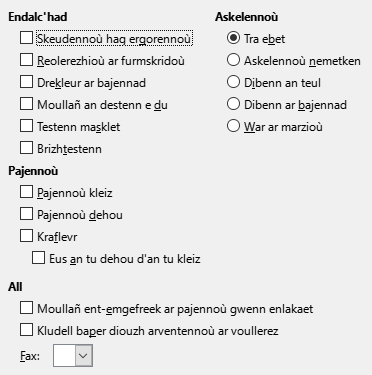 Endalc'had
Skeudennoù hag ergorennoù
Reolerezhioù ar furmskridoù
Drekleur ar bajennad
Moullañ an destenn e du
Testenn masklet
Brizhtestenn
Askelennoù
Tra ebet
Askelennoù nemetken
Dibenn an teul
Dibenn ar bajennad
War ar marzioù
Pajennoù
Pajennoù kleiz
Pajennoù dehou
Kraflevr
Eus an tu dehou d'an tu kleiz
All
Moullañ ent-emgefreek ar pajennoù gwenn enlakaet
Kludell baper diouzh arventennoù ar voullerez
Fax: